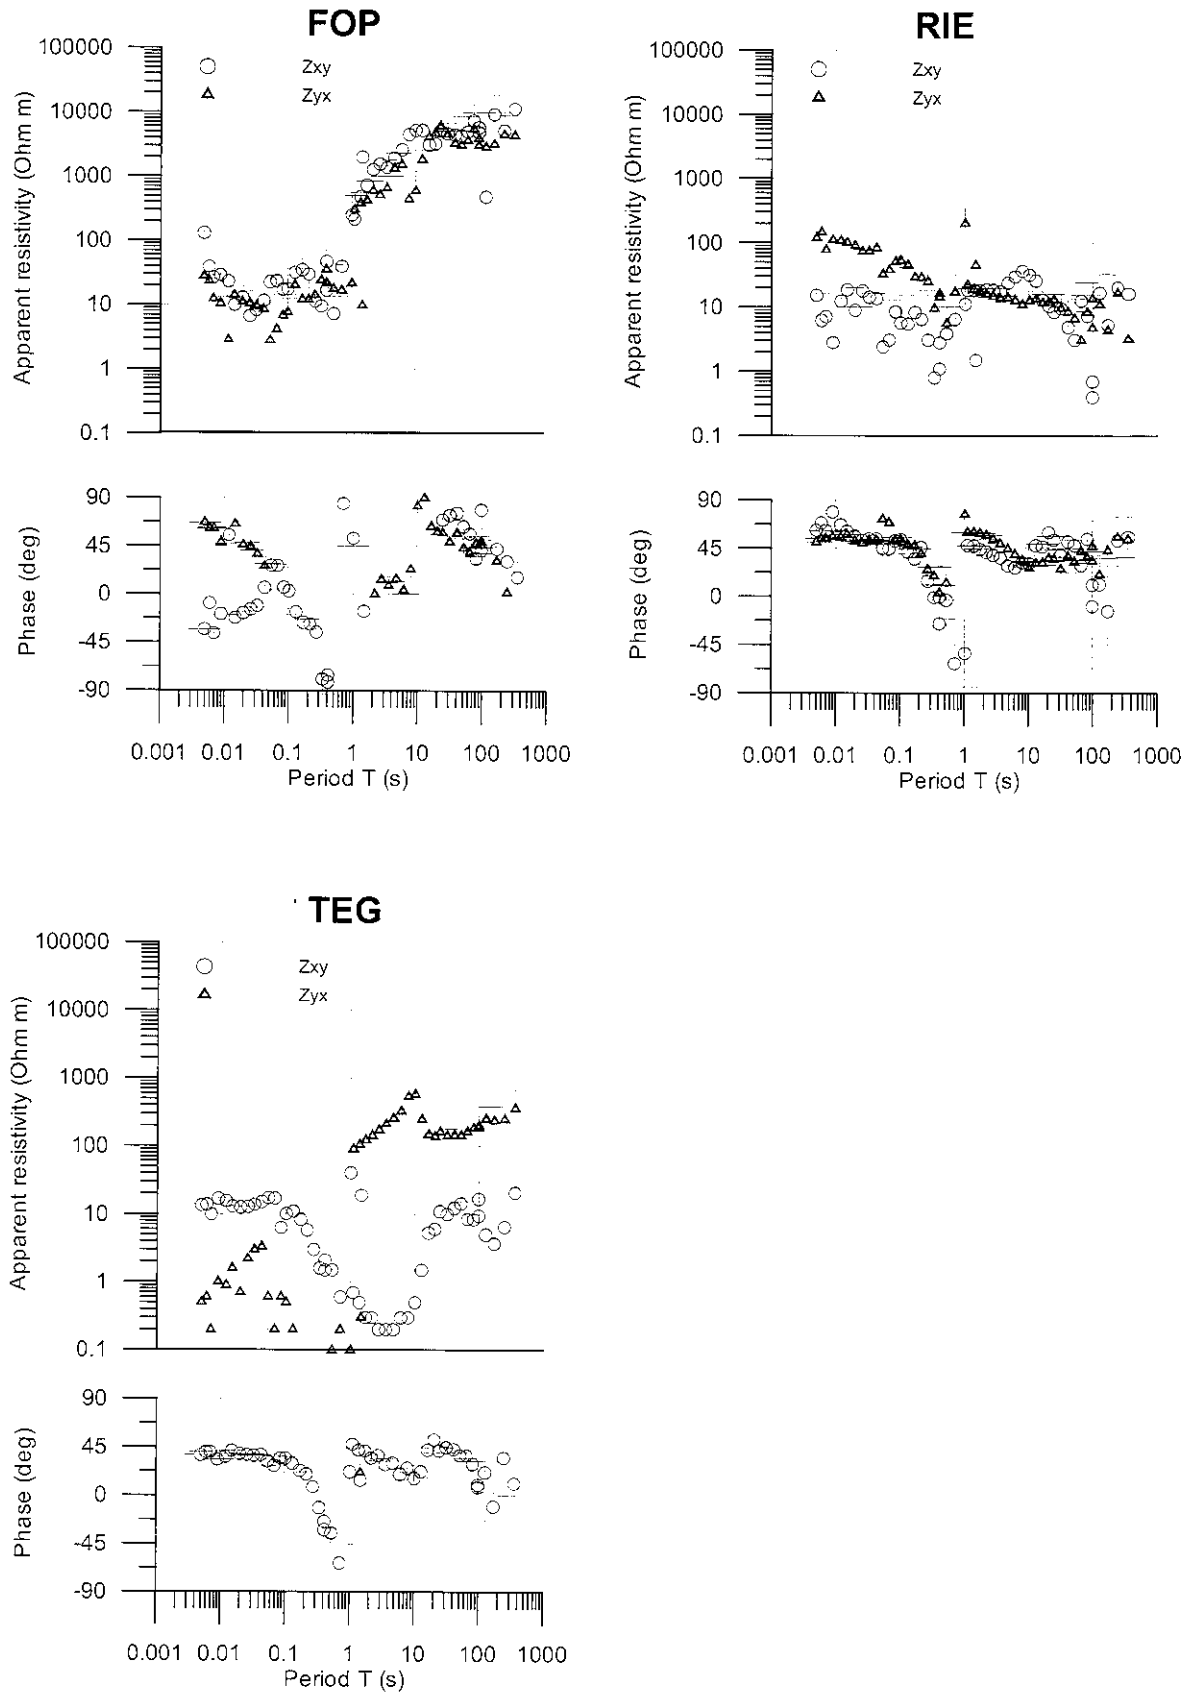 FOP
100000
10000
1000
100
10
1
0.1
Apparent resistivity (Ohm m)
Zxy
Zyx
90
45
0
-45
-90
Phase (deg)
0.001 0.01 0.1 1 10 100 1000
Period T (s)
RIE
100000
10000
1000
100
10
1
0.1
Apparent resistivity (Ohm m)
Zxy
Zyx
90
45
0
-45
-90
Phase (deg)
0.001 0.01 0.1 1 10 100 1000
Period T (s)
TEG
100000
10000
1000
100
10
1
0.1
Apparent resistivity (Ohm m)
Zxy
Zyx
90
45
0
-45
-90
Phase (deg)
0.001 0.01 0.1 1 10 100 1000
Period T (s)